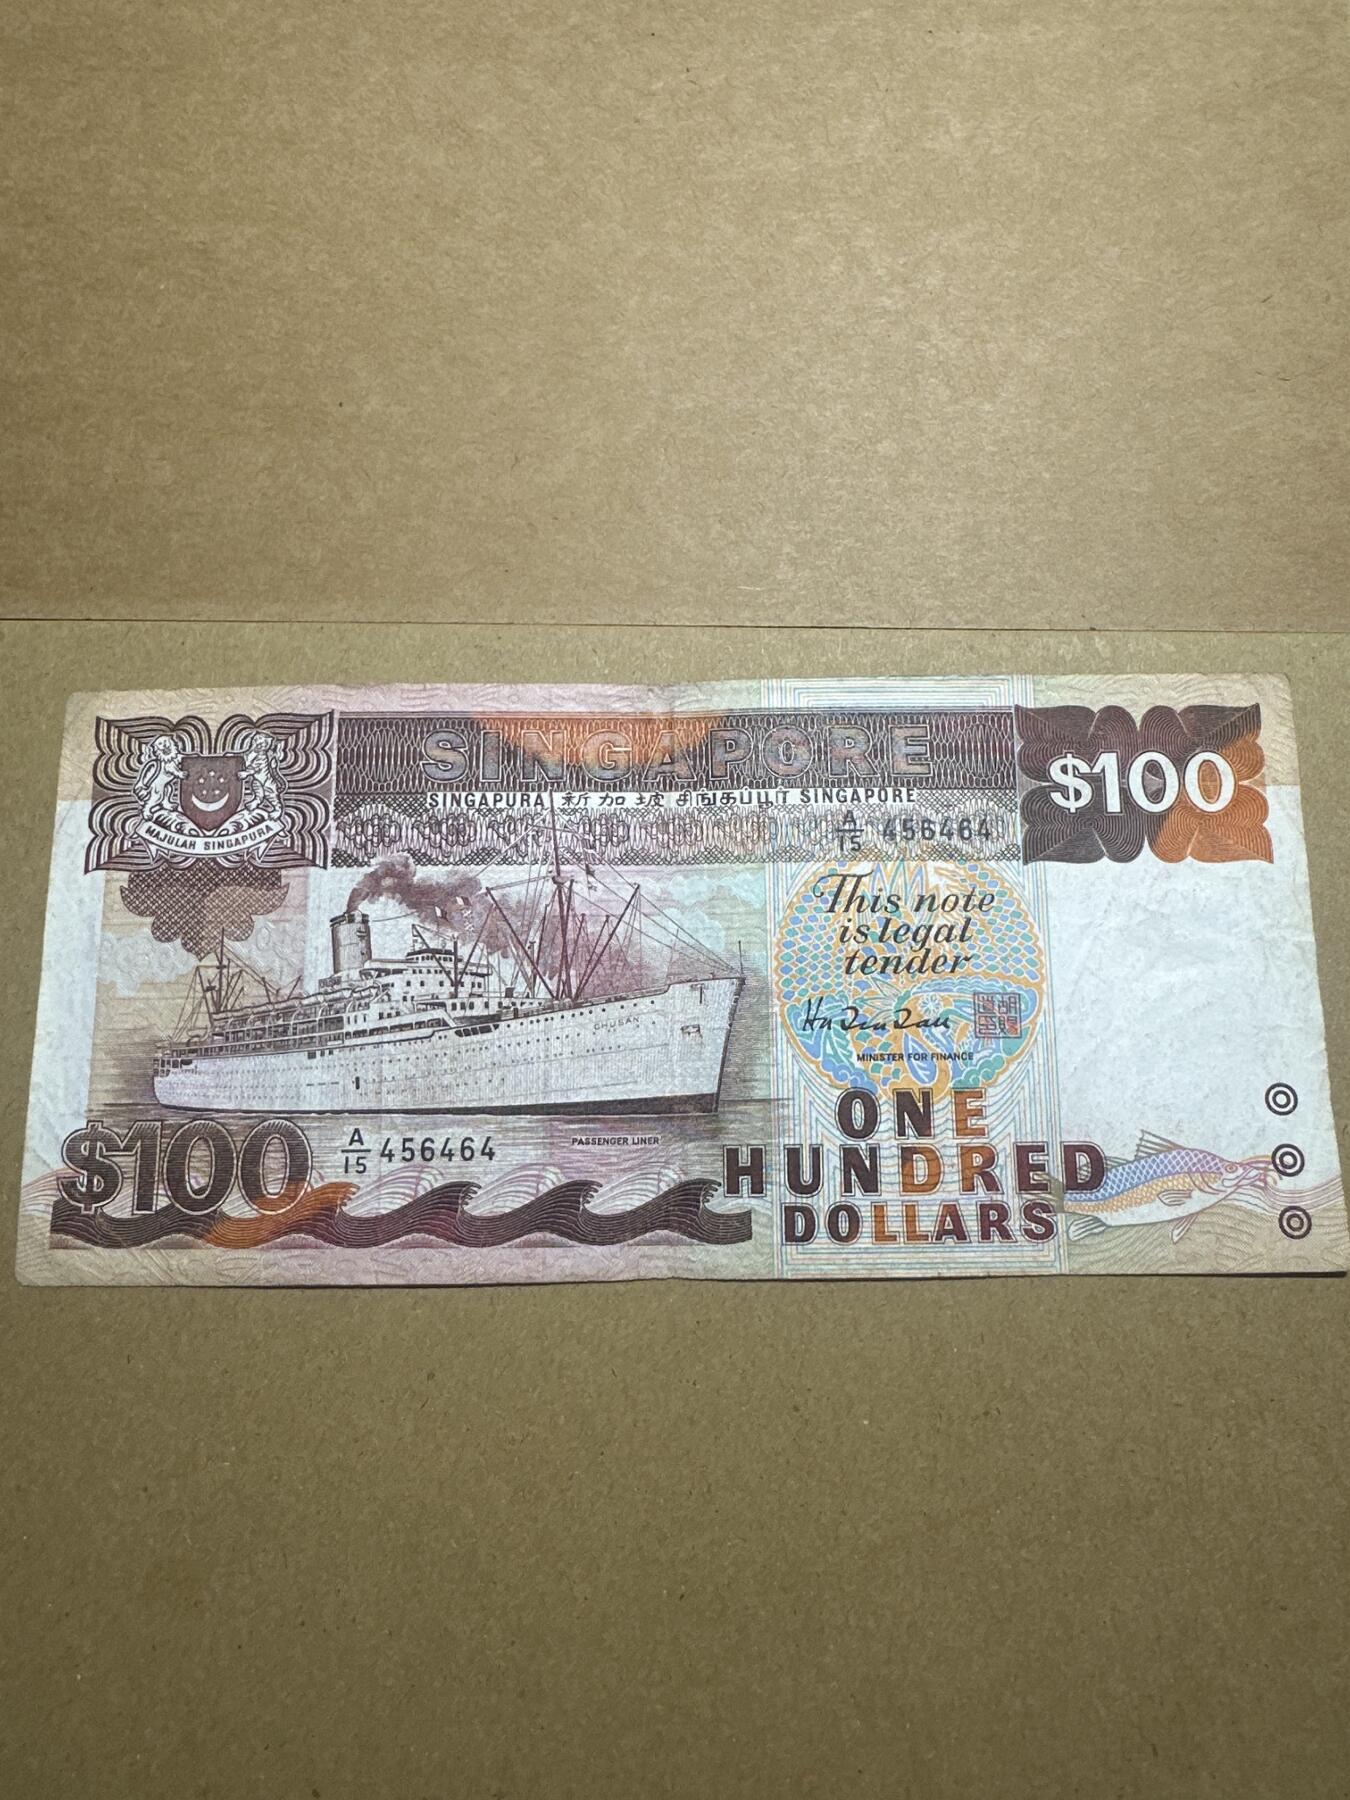 SINGAPORE
$100
SINGAPURA 新加坡 சிங்கப்பூர் SINGAPORE
MAJULAH SINGAPURA
A/15 456464
This note
is legal
tender
CHUSAN
MINISTER FOR FINANCE
ONE
HUNDRED
DOLLARS
$100
A/15 456464
PASSENGER LINER